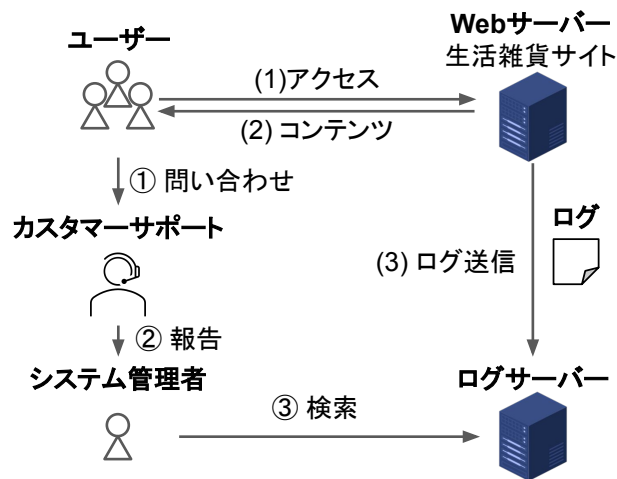 ユーザー
Webサーバー
生活雑貨サイト
(1)アクセス
(2) コンテンツ
① 問い合わせ
カスタマーサポート
ログ
(3) ログ送信
② 報告
システム管理者
ログサーバー
③ 検索